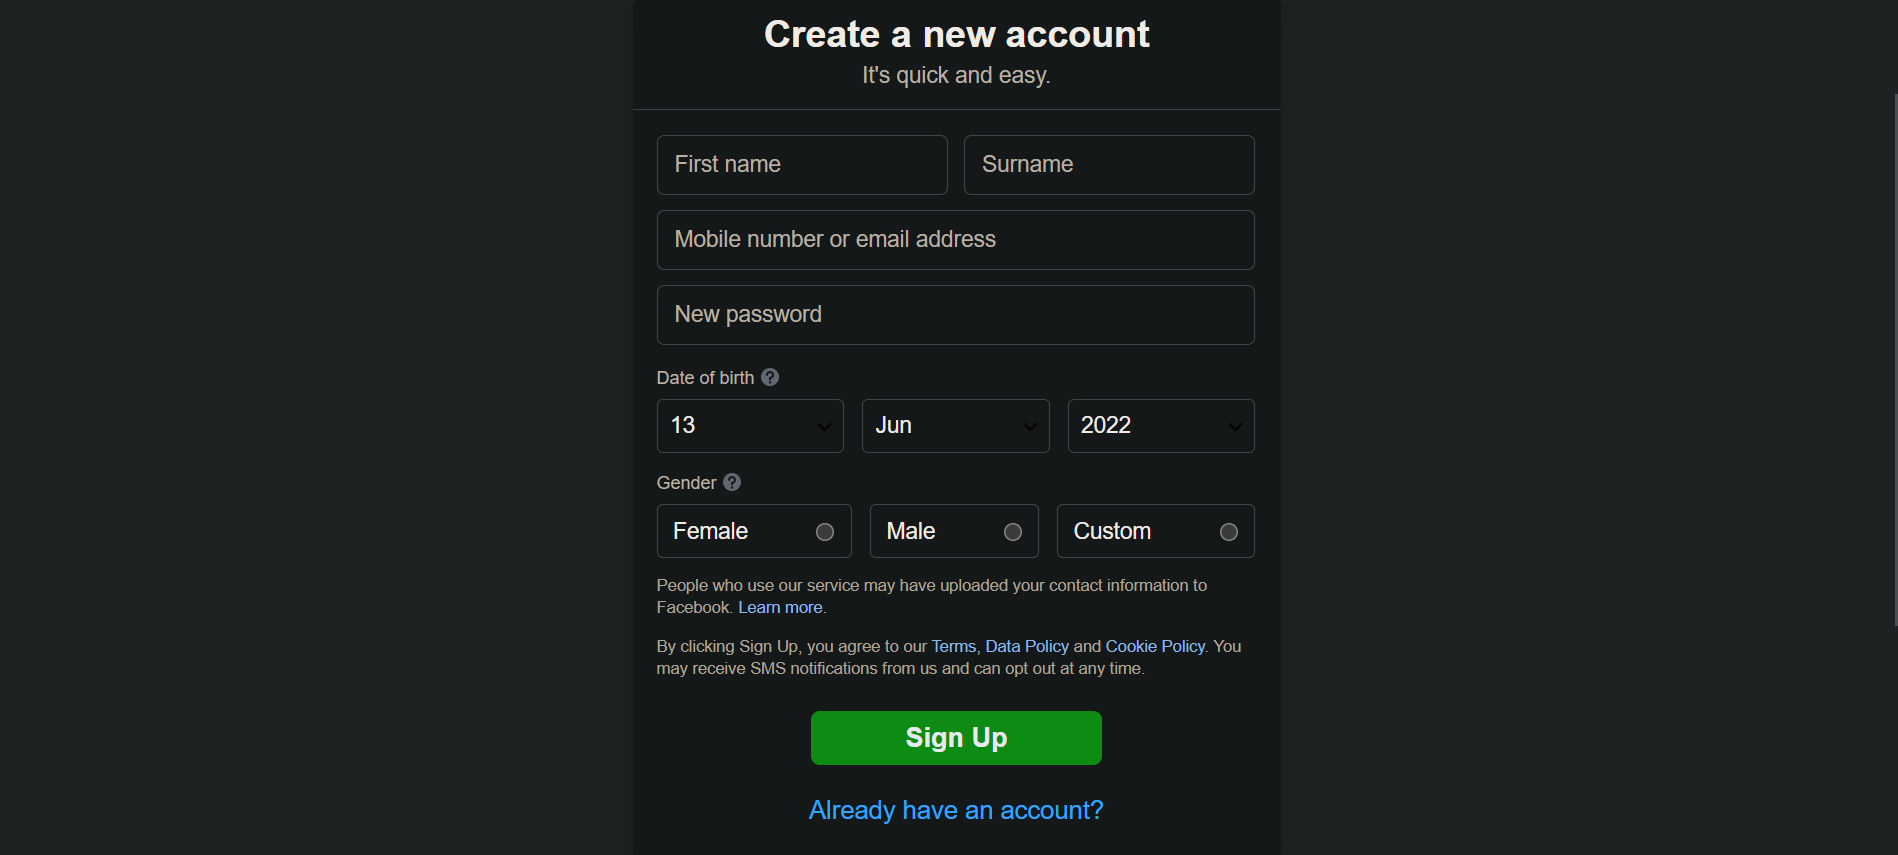 Create a new account
It's quick and easy.
First name Surname
Mobile number or email address
New password
Date of birth ?
13 Jun 2022
Gender ?
Female Male Custom
People who use our service may have uploaded your contact information to
Facebook. Learn more.
By clicking Sign Up, you agree to our Terms, Data Policy and Cookie Policy. You
may receive SMS notifications from us and can opt out at any time.
Sign Up
Already have an account?